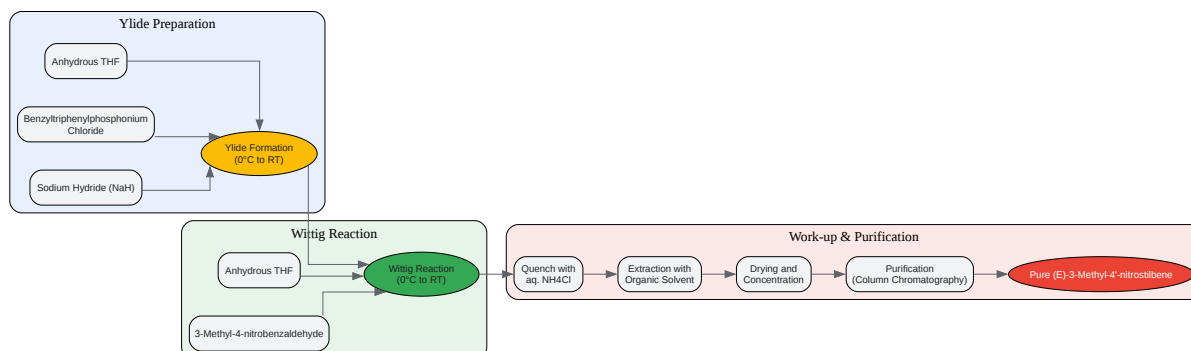 Ylide Preparation
Anhydrous THF
Benzyltriphenylphosphonium
Chloride
Sodium Hydride (NaH)
Ylide Formation
(0°C to RT)
Wittig Reaction
Anhydrous THF
3-Methyl-4-nitrobenzaldehyde
Wittig Reaction
(0°C to RT)
Work-up & Purification
Quench with
aq. NH4Cl
Extraction with
Organic Solvent
Drying and
Concentration
Purification
(Column Chromatography)
Pure (E)-3-Methyl-4'-nitrostilbene